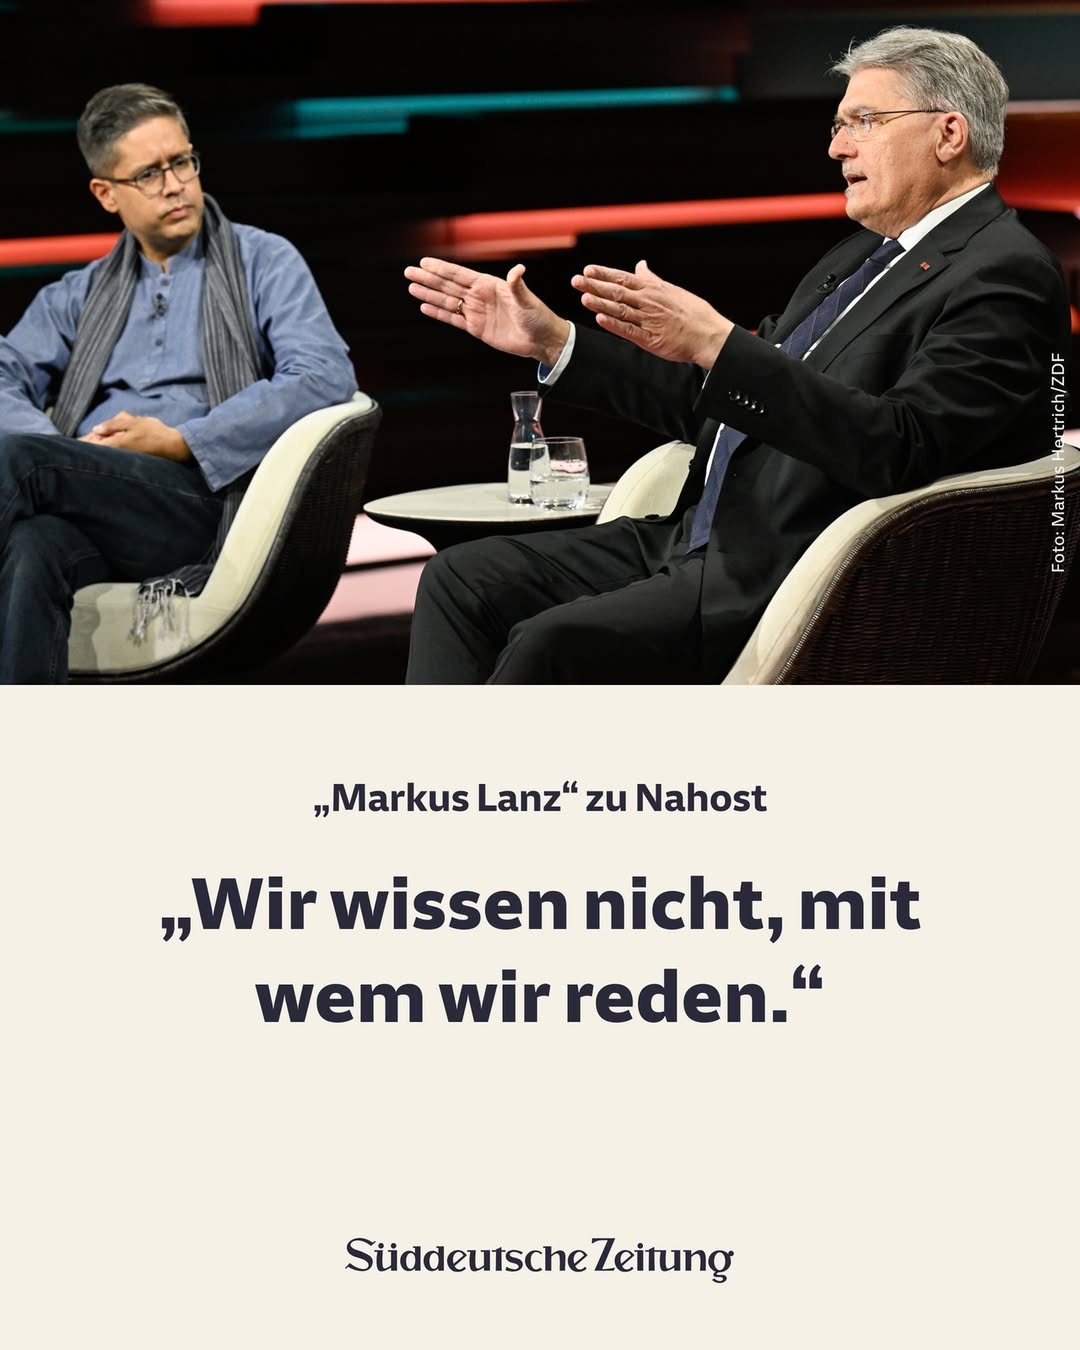 Foto: Markus Hertrich/ZDF
„Markus Lanz“ zu Nahost
„Wir wissen nicht, mit
wem wir reden.“
Süddeutsche Zeitung